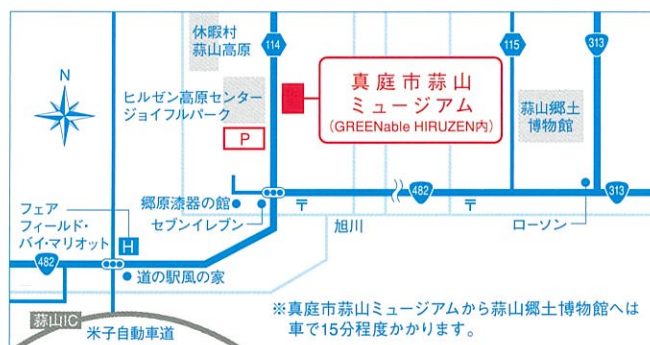 休暇村
蒜山高原
114
115
313
N
真庭市蒜山
ミュージアム
(GREENable HIRUZEN内)
ヒルゼン高原センター
ジョイフルパーク
P
蒜山郷土
博物館
郷原漆器の館
セブンイレブン
〒
482
〒
313
旭川
ローソン
フェア
フィールド・
バイ・マリオット
H
482
道の駅風の家
蒜山IC
米子自動車道
※真庭市蒜山ミュージアムから蒜山郷土博物館へは
車で15分程度かかります。